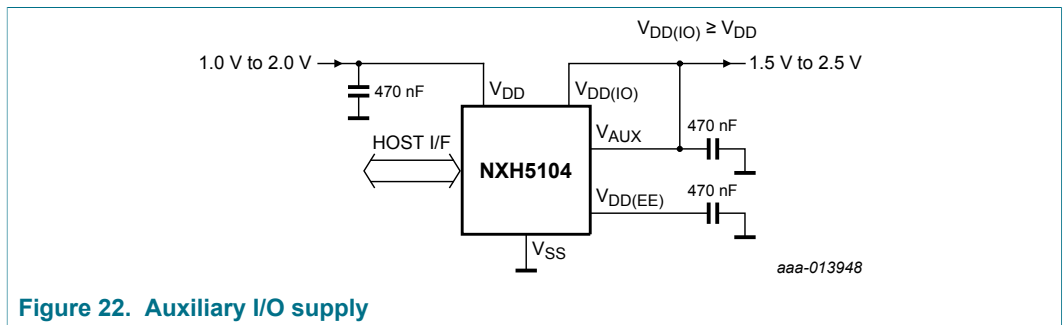 V_DD(IO) ≥ V_DD
1.0 V to 2.0 V
1.5 V to 2.5 V
470 nF
V_DD
V_DD(IO)
HOST I/F
NXH5104
V_AUX
470 nF
V_DD(EE)
470 nF
V_SS
aaa-013948
Figure 22. Auxiliary I/O supply